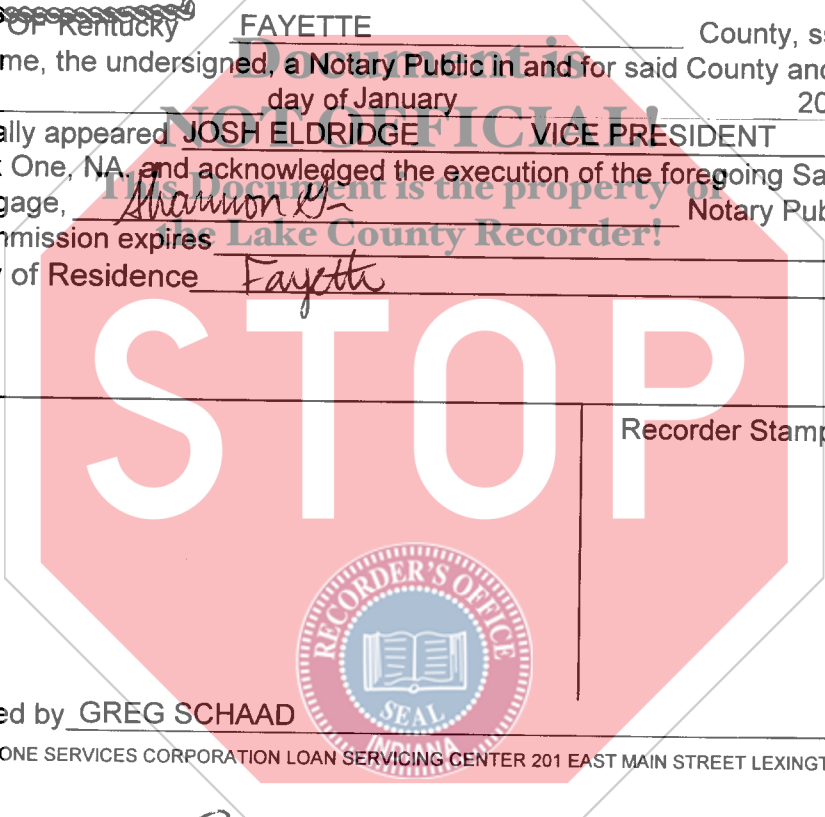 OF Kentucky FAYETTE County, ss
me, the undersigned, a Notary Public in and for said County and
day of January 20
ally appeared JOSH ELDRIDGE VICE PRESIDENT
One, NA, and acknowledged the execution of the foregoing Sa
gage, Shannon Notary Pub
mmission expires
of Residence Fayette
Document is
NOT OFFICIAL!
This Document is the property of
the Lake County Recorder!
STOP
Recorder Stamp
RECORDER'S OFFICE
SEAL
INDIANA
ed by GREG SCHAAD
ONE SERVICES CORPORATION LOAN SERVICING CENTER 201 EAST MAIN STREET LEXINGT